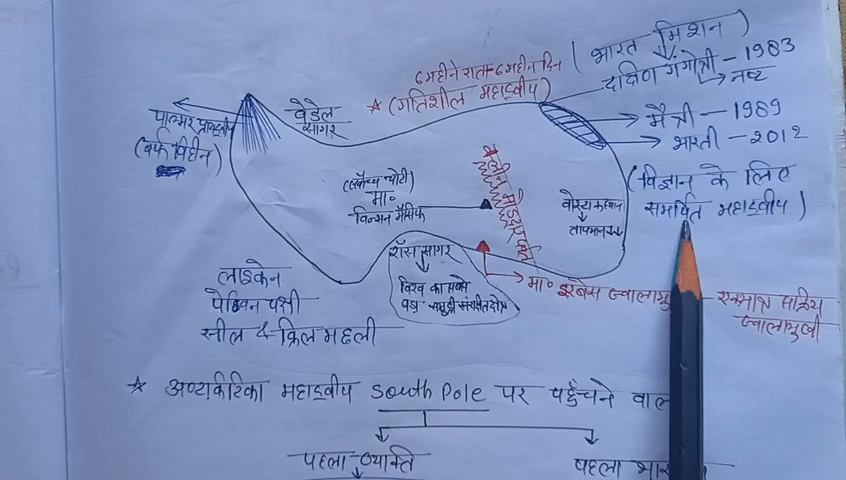 6 महीने रात-6 महीन दिन
★ (गतिशील महाद्वीप)
(भारत मिशन)
दक्षिण गंगोत्री - 1983
नष्ट
मैत्री - 1989
भारती - 2012
(विज्ञान के लिए
समर्पित महाद्वीप)
पाल्मर प्रायद्वीप
(बर्फ विहीन)
वेडेल
सागर
चोटी)
मा०
विन्सन मैसिफ
तापमान
रॉस सागर
विश्व का सबसे
बड़ा समुद्री संरक्षित
मा० इरेबस ज्वालामु
एकमात्र सक्रिय
ज्वालामुखी
लाइकेन
पेंग्विन पक्षी
सील & क्रिल मछली
★ अण्टार्कटिका महाद्वीप South Pole पर पहुँचने वाल
पहला व्यक्ति
पहला भार